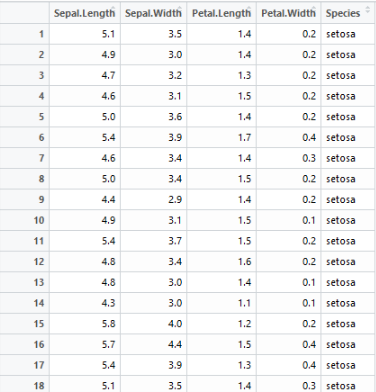 Sepal.Length Sepal.Width Petal.Length Petal.Width Species
1 5.1 3.5 1.4 0.2 setosa
2 4.9 3.0 1.4 0.2 setosa
3 4.7 3.2 1.3 0.2 setosa
4 4.6 3.1 1.5 0.2 setosa
5 5.0 3.6 1.4 0.2 setosa
6 5.4 3.9 1.7 0.4 setosa
7 4.6 3.4 1.4 0.3 setosa
8 5.0 3.4 1.5 0.2 setosa
9 4.4 2.9 1.4 0.2 setosa
10 4.9 3.1 1.5 0.1 setosa
11 5.4 3.7 1.5 0.2 setosa
12 4.8 3.4 1.6 0.2 setosa
13 4.8 3.0 1.4 0.1 setosa
14 4.3 3.0 1.1 0.1 setosa
15 5.8 4.0 1.2 0.2 setosa
16 5.7 4.4 1.5 0.4 setosa
17 5.4 3.9 1.3 0.4 setosa
18 5.1 3.5 1.4 0.3 setosa